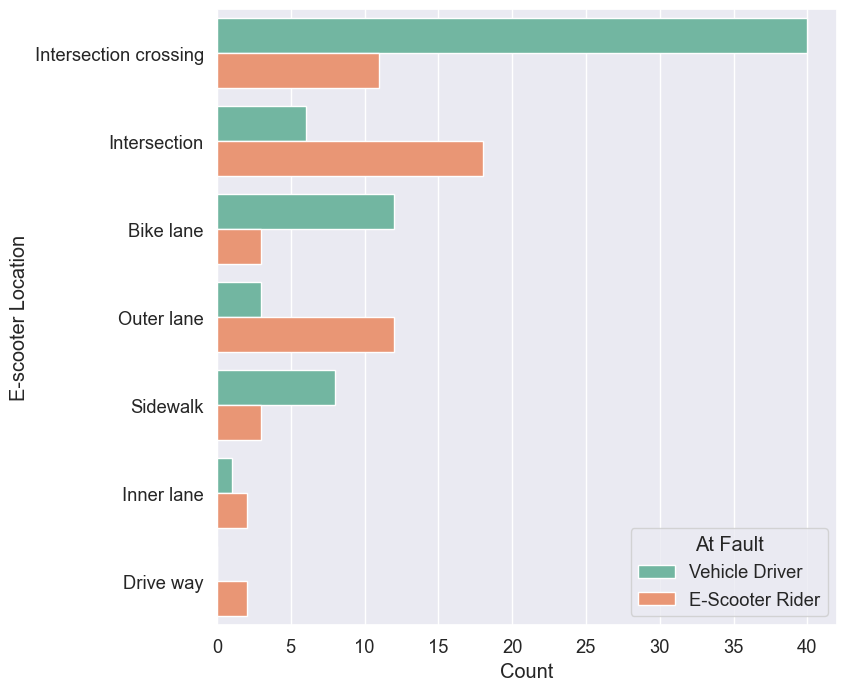 Intersection crossing
Intersection
Bike lane
Outer lane
Sidewalk
Inner lane
Drive way
E-scooter Location
0 5 10 15 20 25 30 35 40
Count
At Fault
Vehicle Driver
E-Scooter Rider